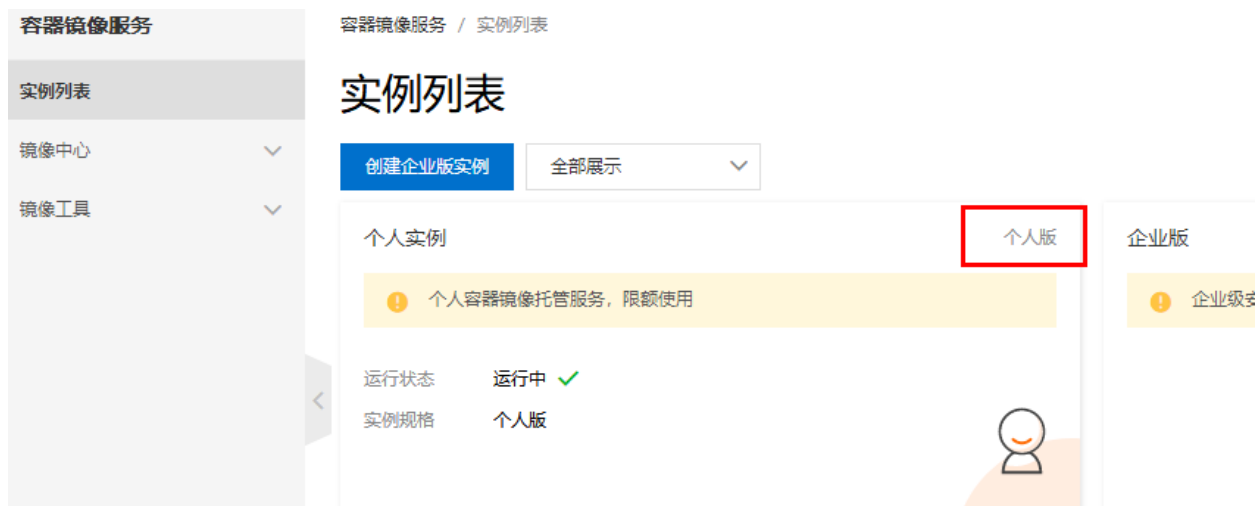 容器镜像服务
实例列表
镜像中心
镜像工具
容器镜像服务 / 实例列表
实例列表
创建企业版实例
全部展示
个人实例
个人版
个人容器镜像托管服务，限额使用
运行状态 运行中
实例规格 个人版
企业版
企业级